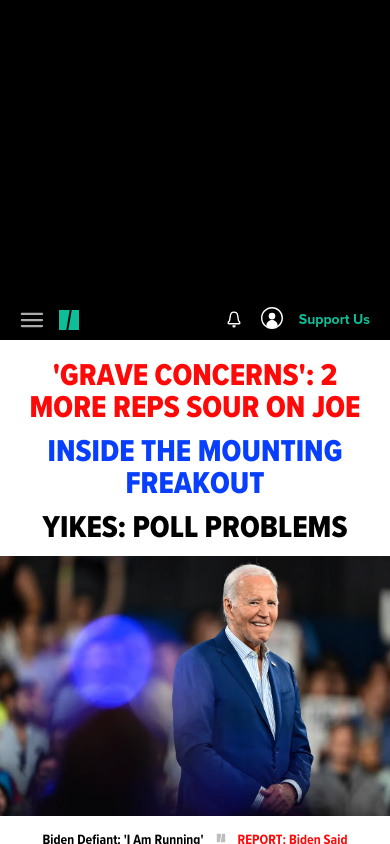 Support Us
'GRAVE CONCERNS': 2
MORE REPS SOUR ON JOE
INSIDE THE MOUNTING
FREAKOUT
YIKES: POLL PROBLEMS
Biden Defiant: 'I Am Running' REPORT: Biden Said